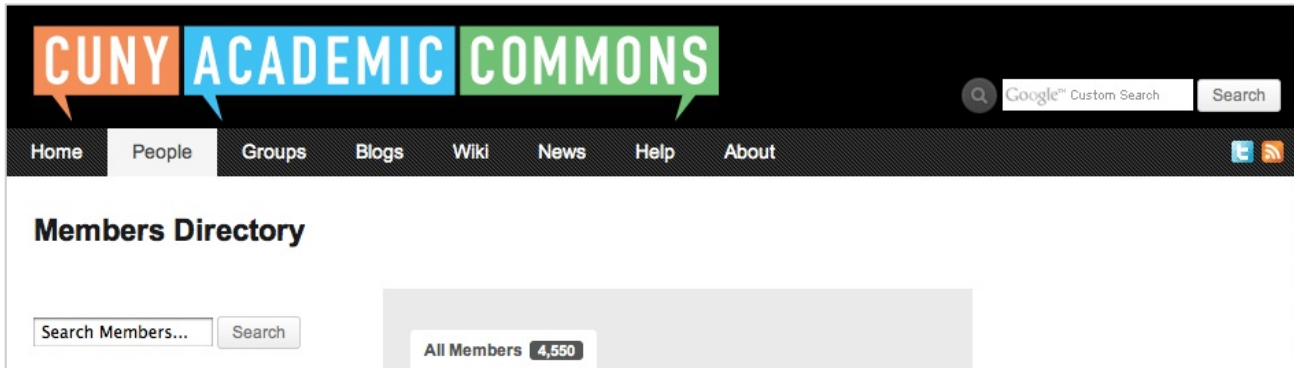 CUNY ACADEMIC COMMONS
Google™ Custom Search Search
Home People Groups Blogs Wiki News Help About
Members Directory
Search Members... Search
All Members 4,550